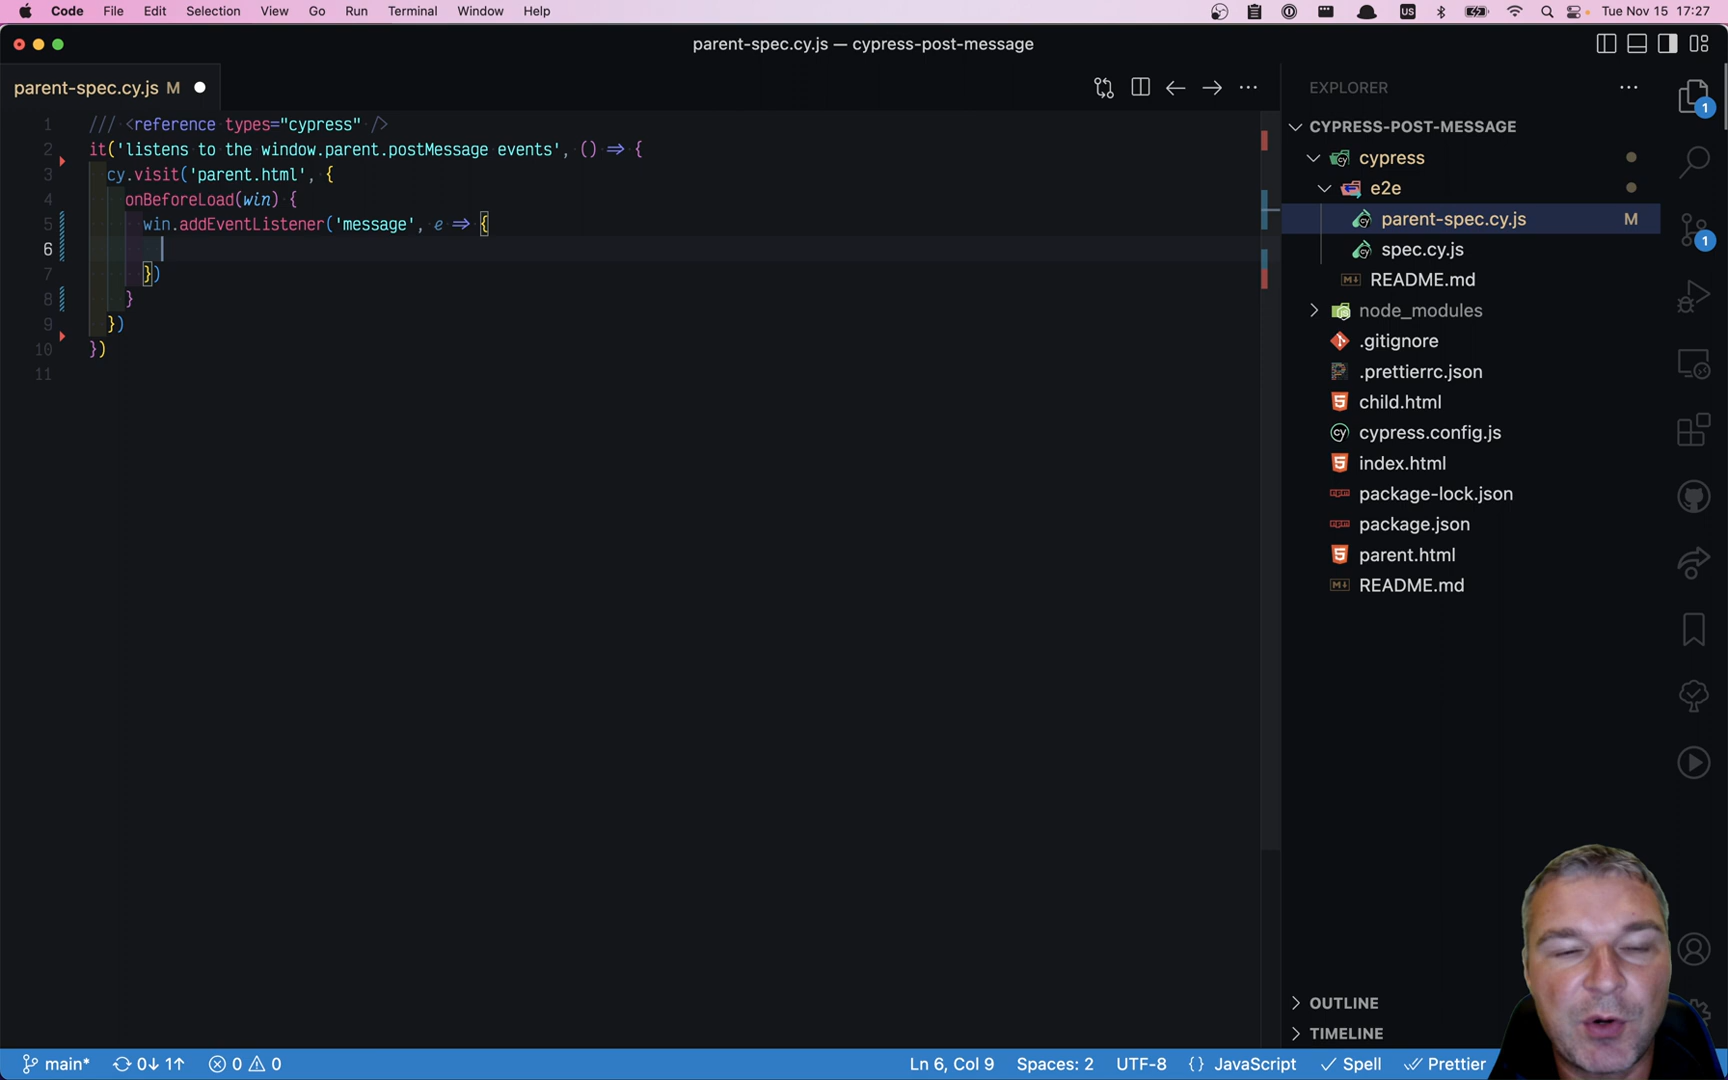 Code File Edit Selection View Go Run Terminal Window Help US Tue Nov 15 17:27
parent-spec.cy.js — cypress-post-message
parent-spec.cy.js M
EXPLORER
CYPRESS-POST-MESSAGE
cypress
e2e
parent-spec.cy.js M
spec.cy.js
README.md
node_modules
.gitignore
.prettierrc.json
child.html
cypress.config.js
index.html
package-lock.json
package.json
parent.html
README.md
OUTLINE
TIMELINE
1 /// <reference types="cypress" />
2 it('listens to the window.parent.postMessage events', () => {
3 cy.visit('parent.html', {
4 onBeforeLoad(win) {
5 win.addEventListener('message', e => {
6
7 })
8 }
9 })
10 })
11
1
1
main* 0↓ 1↑ 0 0 Ln 6, Col 9 Spaces: 2 UTF-8 {} JavaScript Spell Prettier